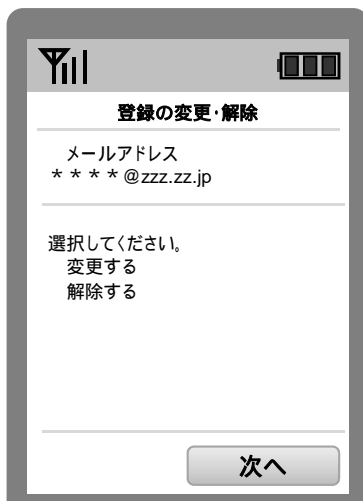 登録の変更・解除
メールアドレス
＊＊＊＊@zzz.zz.jp
選択してください。
変更する
解除する
次へ